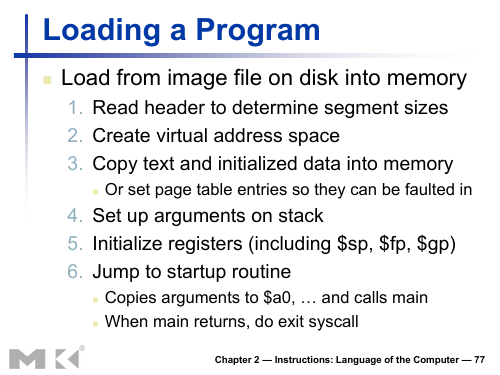 Loading a Program
Load from image file on disk into memory
1. Read header to determine segment sizes
2. Create virtual address space
3. Copy text and initialized data into memory
Or set page table entries so they can be faulted in
4. Set up arguments on stack
5. Initialize registers (including $sp, $fp, $gp)
6. Jump to startup routine
Copies arguments to $a0, … and calls main
When main returns, do exit syscall
MK®
Chapter 2 — Instructions: Language of the Computer — 77